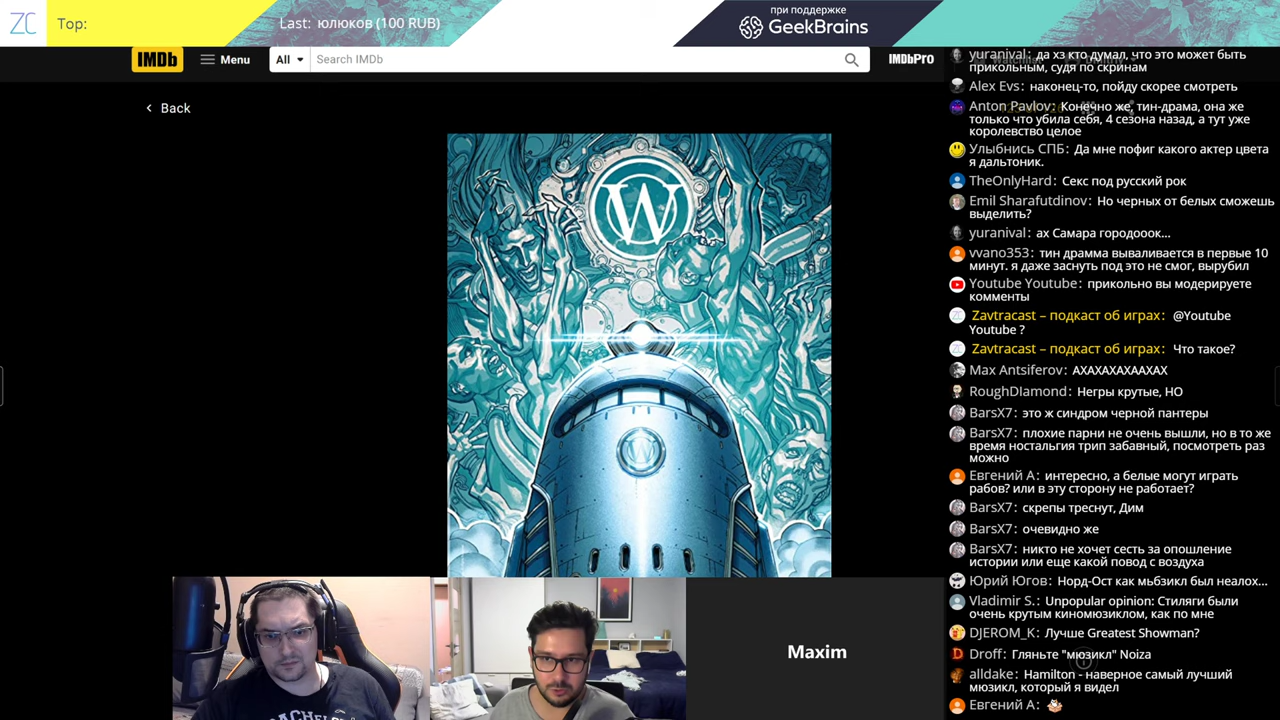 ZC
Top:
Last: юлюков (100 RUB)
при поддержке
GeekBrains
IMDb
Menu
All
Search IMDb
IMDbPro
Back
W
W
Maxim
yuranival: да хз кто думал, что это может быть
прикольным, судя по скринам
Alex Evs: наконец-то, пойду скорее смотреть
Anton Pavlov: Конечно же, тин-драма, она же
только что убила себя, 4 сезона назад, а тут уже
королевство целое
Улыбнись СПБ: Да мне пофиг какого актер цвета
я дальтоник.
TheOnlyHard: Секс под русский рок
Emil Sharafutdinov: Но черных от белых сможешь
выделить?
yuranival: ах Самара городооок...
vvano353: тин драмма вываливается в первые 10
минут. я даже заснуть под это не смог, вырубил
Youtube Youtube: прикольно вы модерируете
комменты
Zavtracast – подкаст об играх: @Youtube
Youtube ?
Zavtracast – подкаст об играх: Что такое?
Max Antsiferov: АХАХАХАХААХАХ
RoughDIamond: Негры крутые, НО
BarsX7: это ж синдром черной пантеры
BarsX7: плохие парни не очень вышли, но в то же
время ностальгия трип забавный, посмотреть раз
можно
Евгений А: интересно, а белые могут играть
рабов? или в эту сторону не работает?
BarsX7: скрепы треснут, Дим
BarsX7: очевидно же
BarsX7: никто не хочет сесть за опошление
истории или еще какой повод с воздуха
Юрий Югов: Норд-Ост как мьбзикл был неалох...
Vladimir S.: Unpopular opinion: Стиляги были
очень крутым киномозиклом, как по мне
DJEROM_K: Лучше Greatest Showman?
Droff: Гляньте "мюзикл" Noizа
alldake: Hamilton - наверное самый лучший
мюзикл, который я видел
Евгений А: